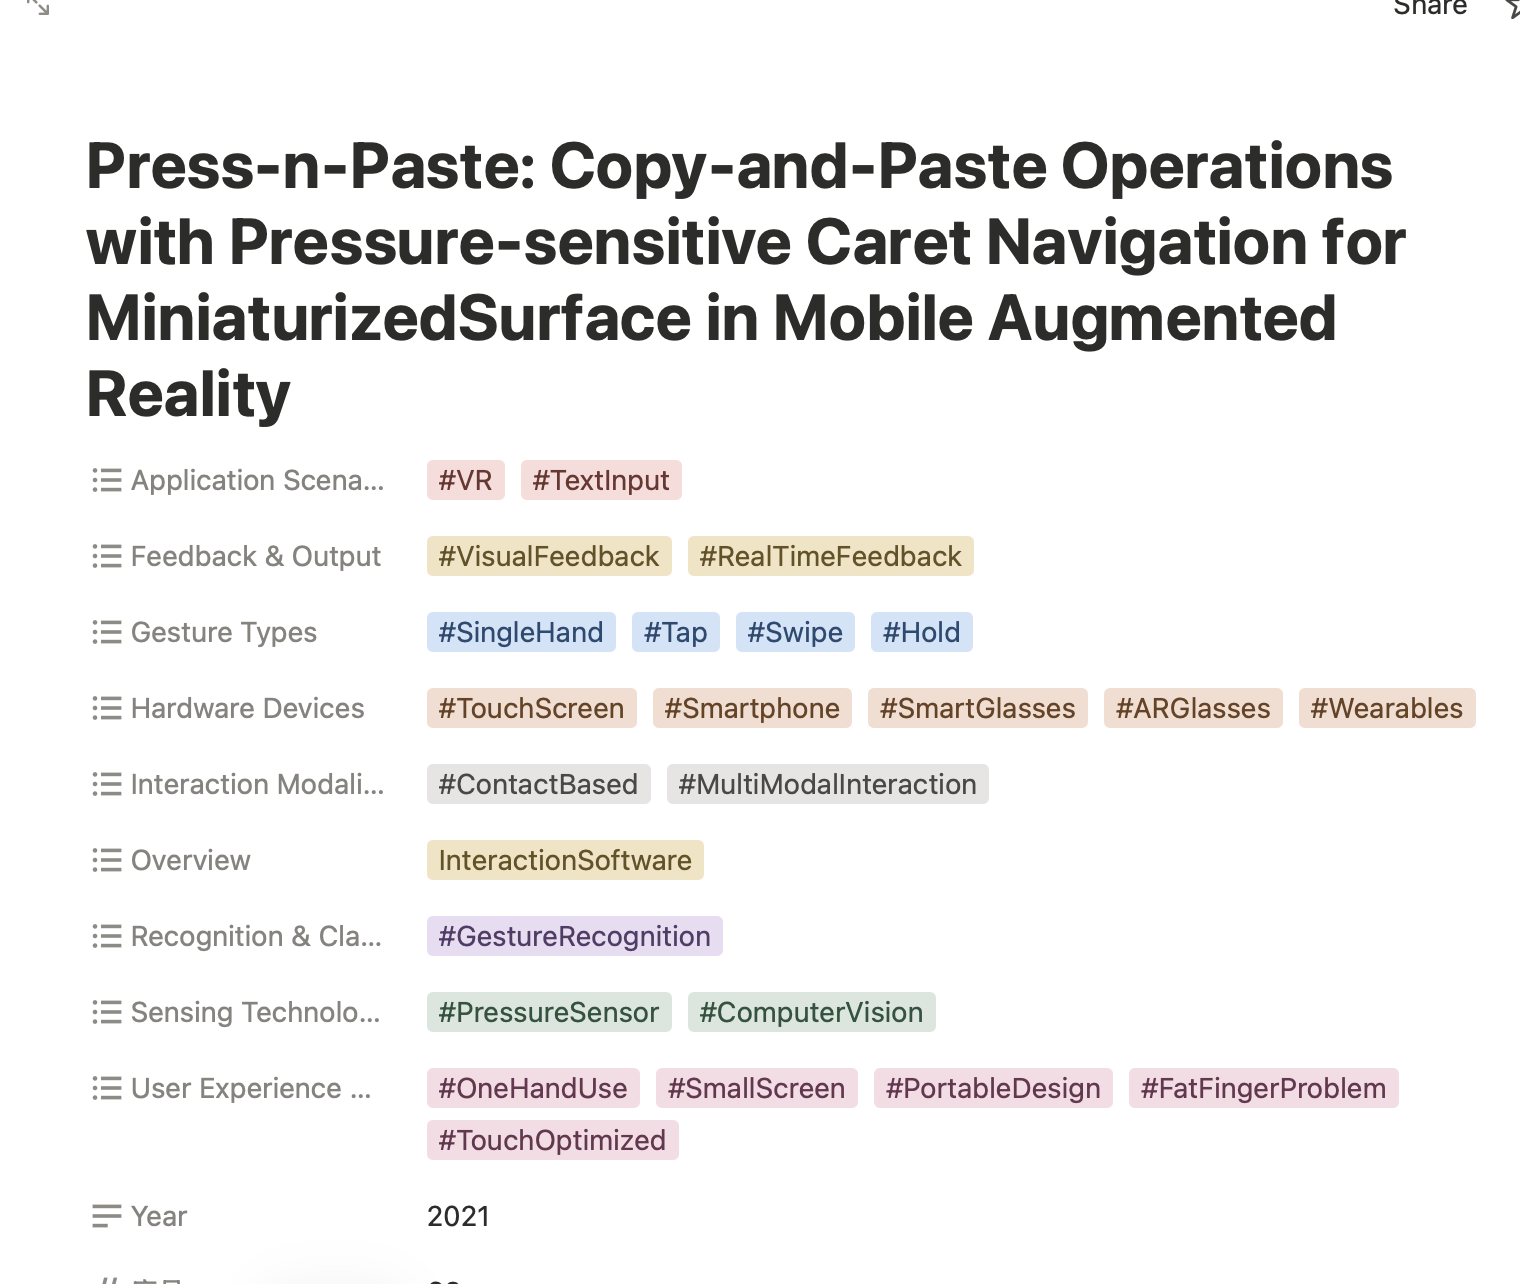 Share
Press-n-Paste: Copy-and-Paste Operations
with Pressure-sensitive Caret Navigation for
MiniaturizedSurface in Mobile Augmented
Reality
Application Scena... #VR #TextInput
Feedback & Output #VisualFeedback #RealTimeFeedback
Gesture Types #SingleHand #Tap #Swipe #Hold
Hardware Devices #TouchScreen #Smartphone #SmartGlasses #ARGlasses #Wearables
Interaction Modali... #ContactBased #MultiModalInteraction
Overview InteractionSoftware
Recognition & Cla... #GestureRecognition
Sensing Technolo... #PressureSensor #ComputerVision
User Experience ... #OneHandUse #SmallScreen #PortableDesign #FatFingerProblem
#TouchOptimized
Year 2021